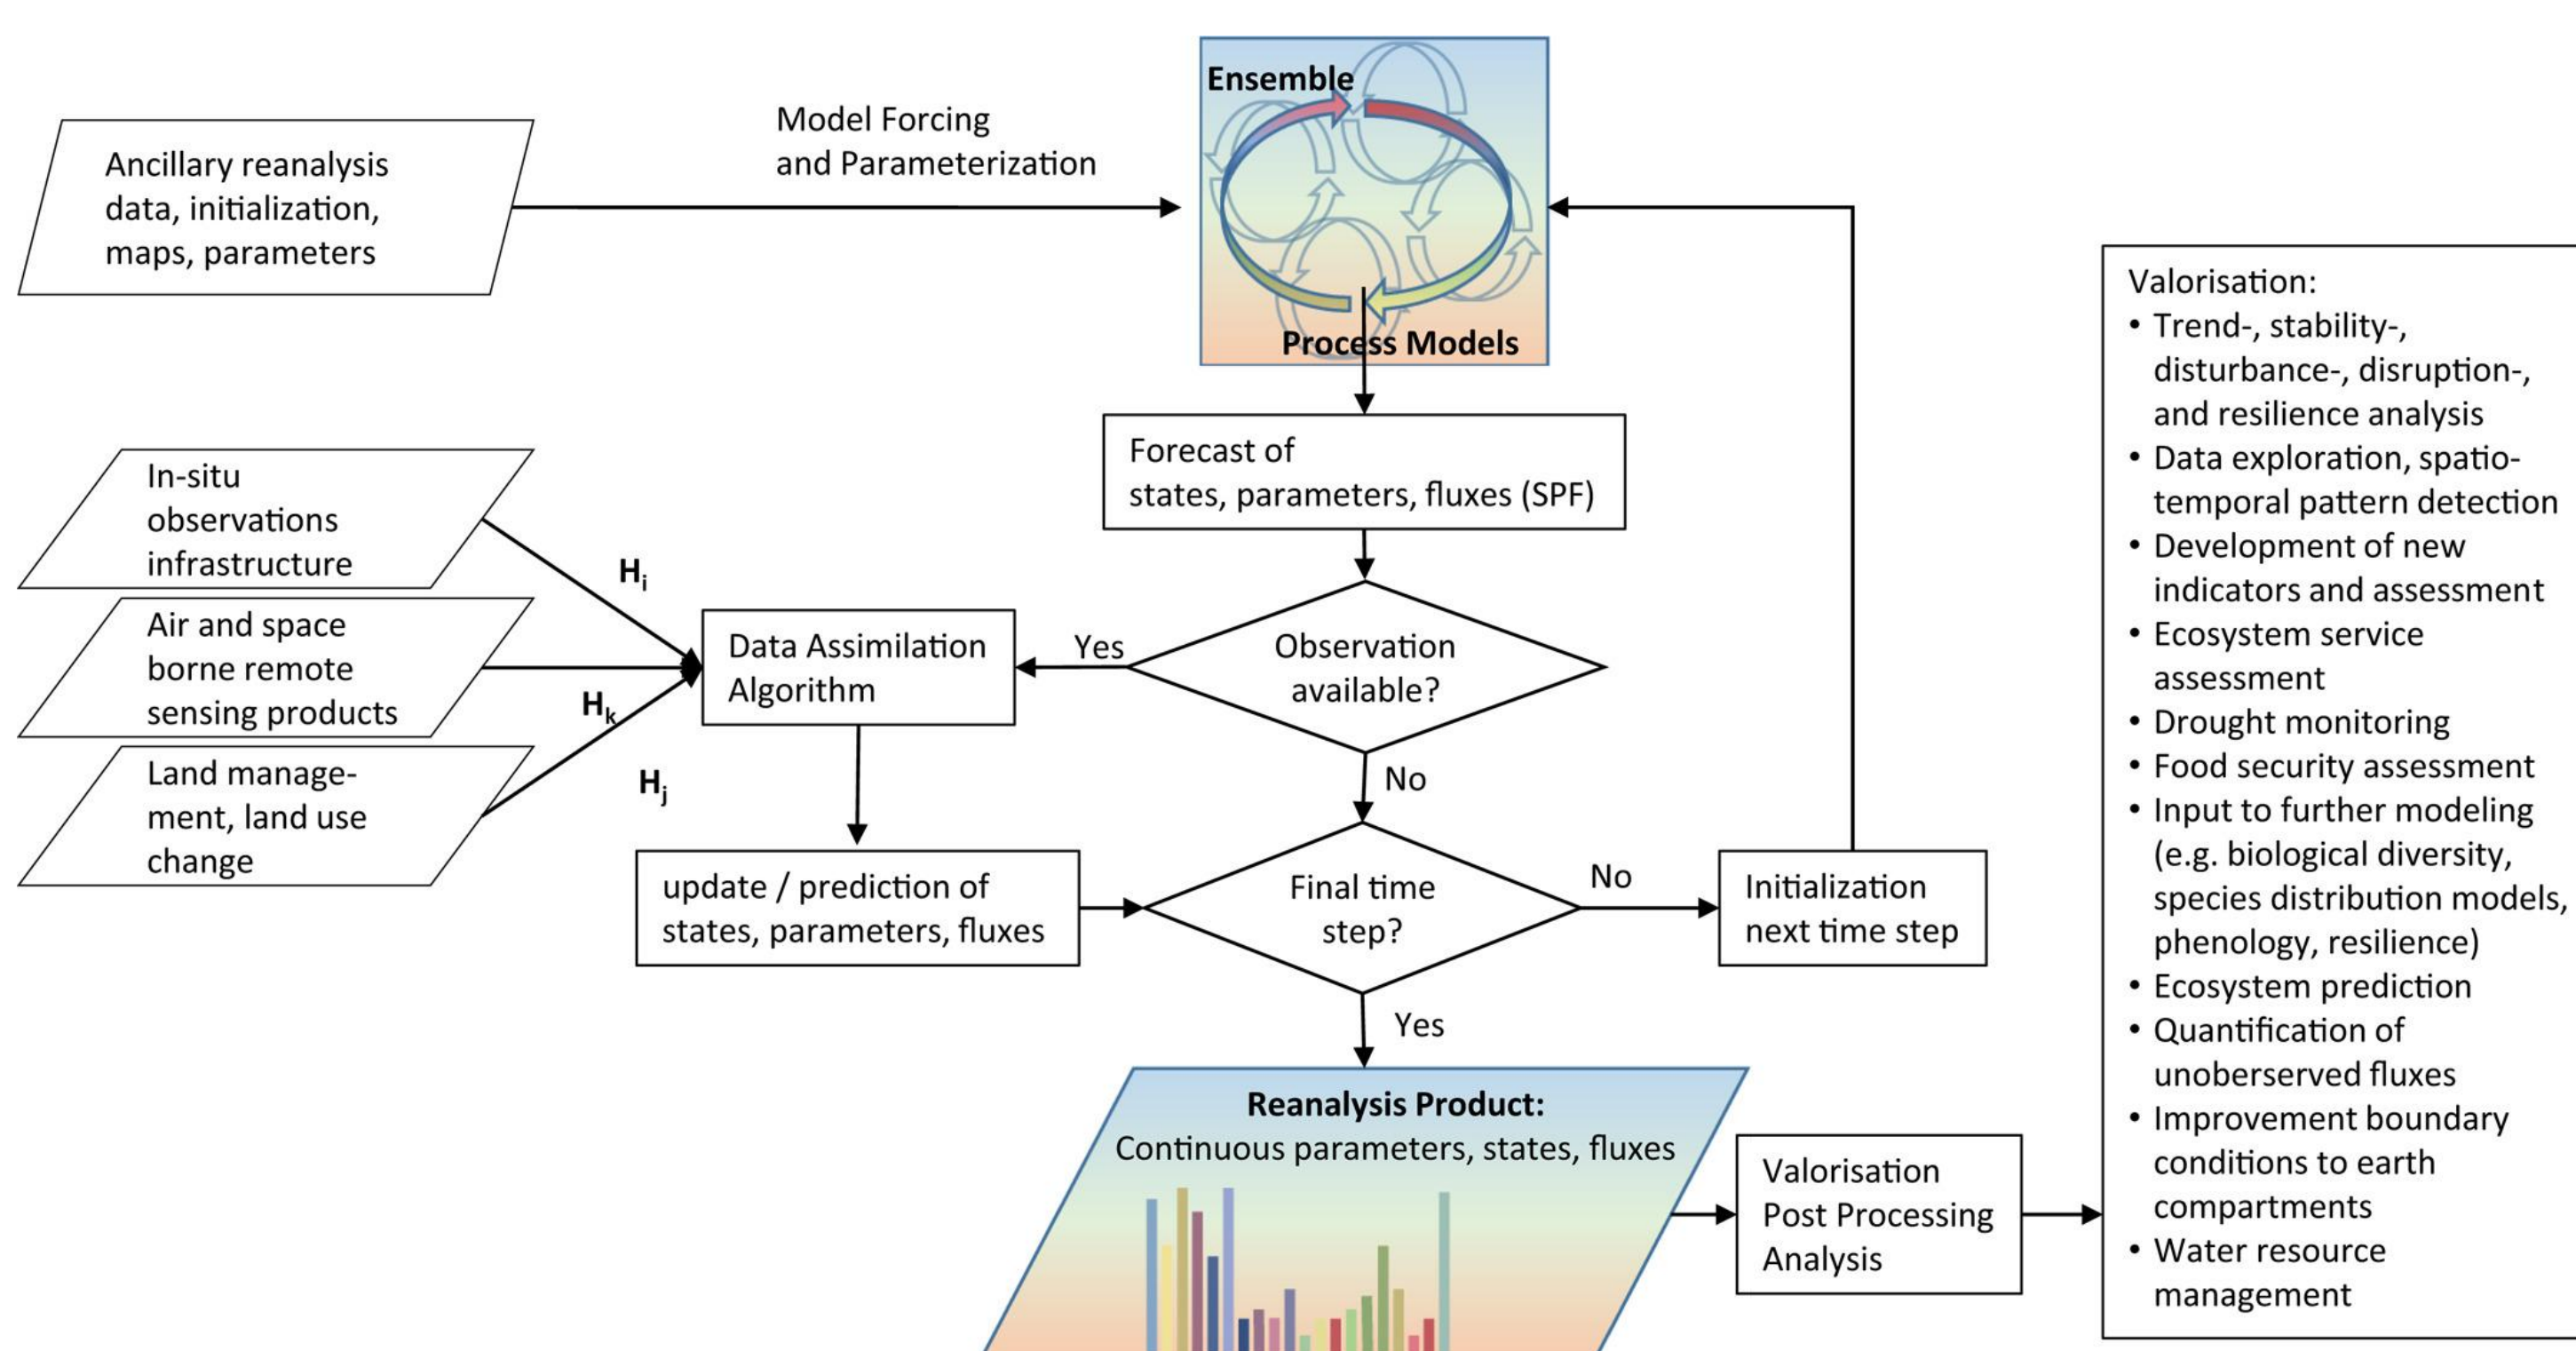 Ensemble
Process Models
Model Forcing
and Parameterization
Ancillary reanalysis
data, initialization,
maps, parameters
Forecast of
states, parameters, fluxes (SPF)
In-situ
observations
infrastructure
Air and space
borne remote
sensing products
Land manage-
ment, land use
change
Hi
Hk
Hj
Data Assimilation
Algorithm
Yes
Observation
available?
No
update / prediction of
states, parameters, fluxes
Final time
step?
No
Initialization
next time step
Yes
Reanalysis Product:
Continuous parameters, states, fluxes
Valorisation
Post Processing
Analysis
Valorisation:
• Trend-, stability-,
disturbance-, disruption-,
and resilience analysis
• Data exploration, spatio-
temporal pattern detection
• Development of new
indicators and assessment
• Ecosystem service
assessment
• Drought monitoring
• Food security assessment
• Input to further modeling
(e.g. biological diversity,
species distribution models,
phenology, resilience)
• Ecosystem prediction
• Quantification of
unoberserved fluxes
• Improvement boundary
conditions to earth
compartments
• Water resource
management